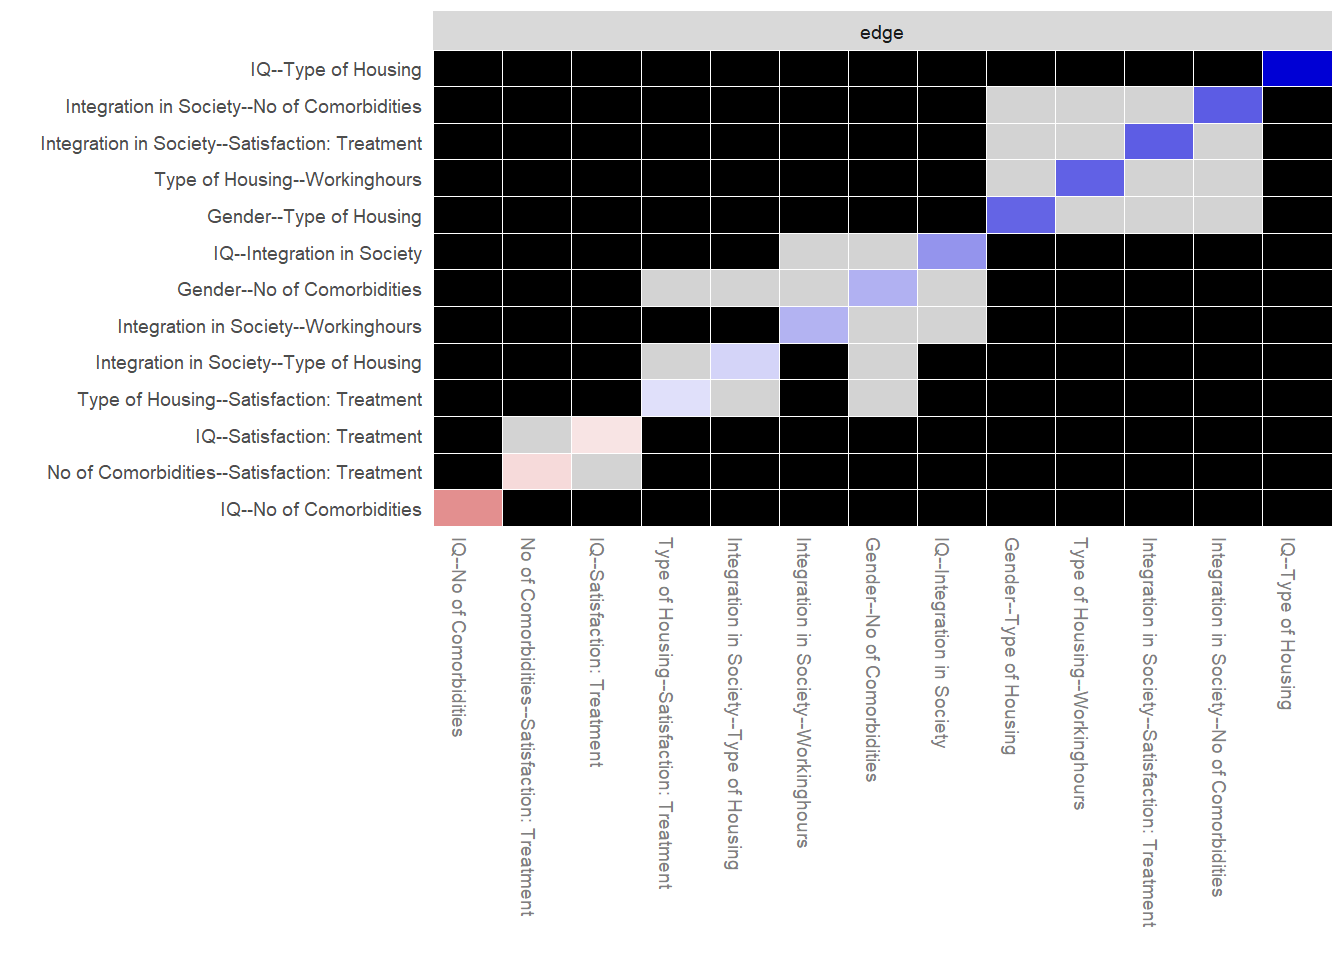 edge
IQ--Type of Housing
Integration in Society--No of Comorbidities
Integration in Society--Satisfaction: Treatment
Type of Housing--Workinghours
Gender--Type of Housing
IQ--Integration in Society
Gender--No of Comorbidities
Integration in Society--Workinghours
Integration in Society--Type of Housing
Type of Housing--Satisfaction: Treatment
IQ--Satisfaction: Treatment
No of Comorbidities--Satisfaction: Treatment
IQ--No of Comorbidities
IQ--No of Comorbidities
No of Comorbidities--Satisfaction: Treatment
IQ--Satisfaction: Treatment
Type of Housing--Satisfaction: Treatment
Integration in Society--Type of Housing
Integration in Society--Workinghours
Gender--No of Comorbidities
IQ--Integration in Society
Gender--Type of Housing
Type of Housing--Workinghours
Integration in Society--Satisfaction: Treatment
Integration in Society--No of Comorbidities
IQ--Type of Housing